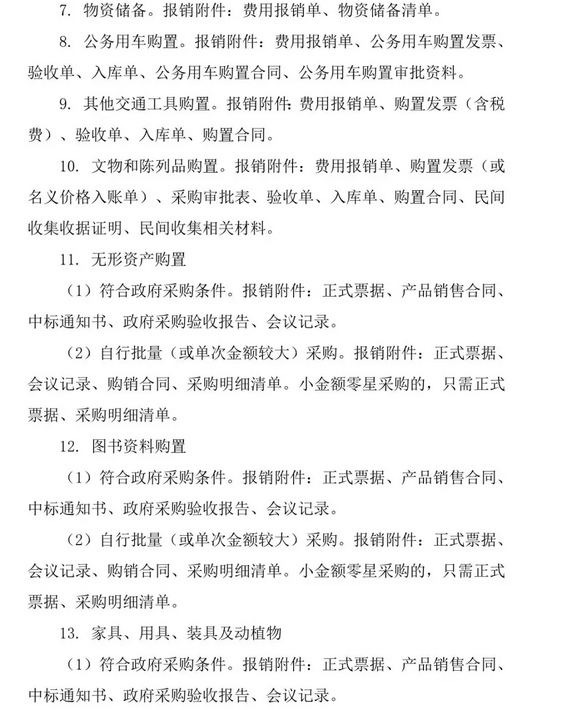 7. 物资储备。报销附件：费用报销单、物资储备清单。
8. 公务用车购置。报销附件：费用报销单、公务用车购置发票、
验收单、入库单、公务用车购置合同、公务用车购置审批资料。
9. 其他交通工具购置。报销附件：费用报销单、购置发票（含税
费）、验收单、入库单、购置合同。
10. 文物和陈列品购置。报销附件：费用报销单、购置发票（或
名义价格入账单）、采购审批表、验收单、入库单、购置合同、民间
收集收据证明、民间收集相关材料。
11. 无形资产购置
（1）符合政府采购条件。报销附件：正式票据、产品销售合同、
中标通知书、政府采购验收报告、会议记录。
（2）自行批量（或单次金额较大）采购。报销附件：正式票据、
会议记录、购销合同、采购明细清单。小金额零星采购的，只需正式
票据、采购明细清单。
12. 图书资料购置
（1）符合政府采购条件。报销附件：正式票据、产品销售合同、
中标通知书、政府采购验收报告、会议记录。
（2）自行批量（或单次金额较大）采购。报销附件：正式票据、
会议记录、购销合同、采购明细清单。小金额零星采购的，只需正式
票据、采购明细清单。
13. 家具、用具、装具及动植物
（1）符合政府采购条件。报销附件：正式票据、产品销售合同、
中标通知书、政府采购验收报告、会议记录。